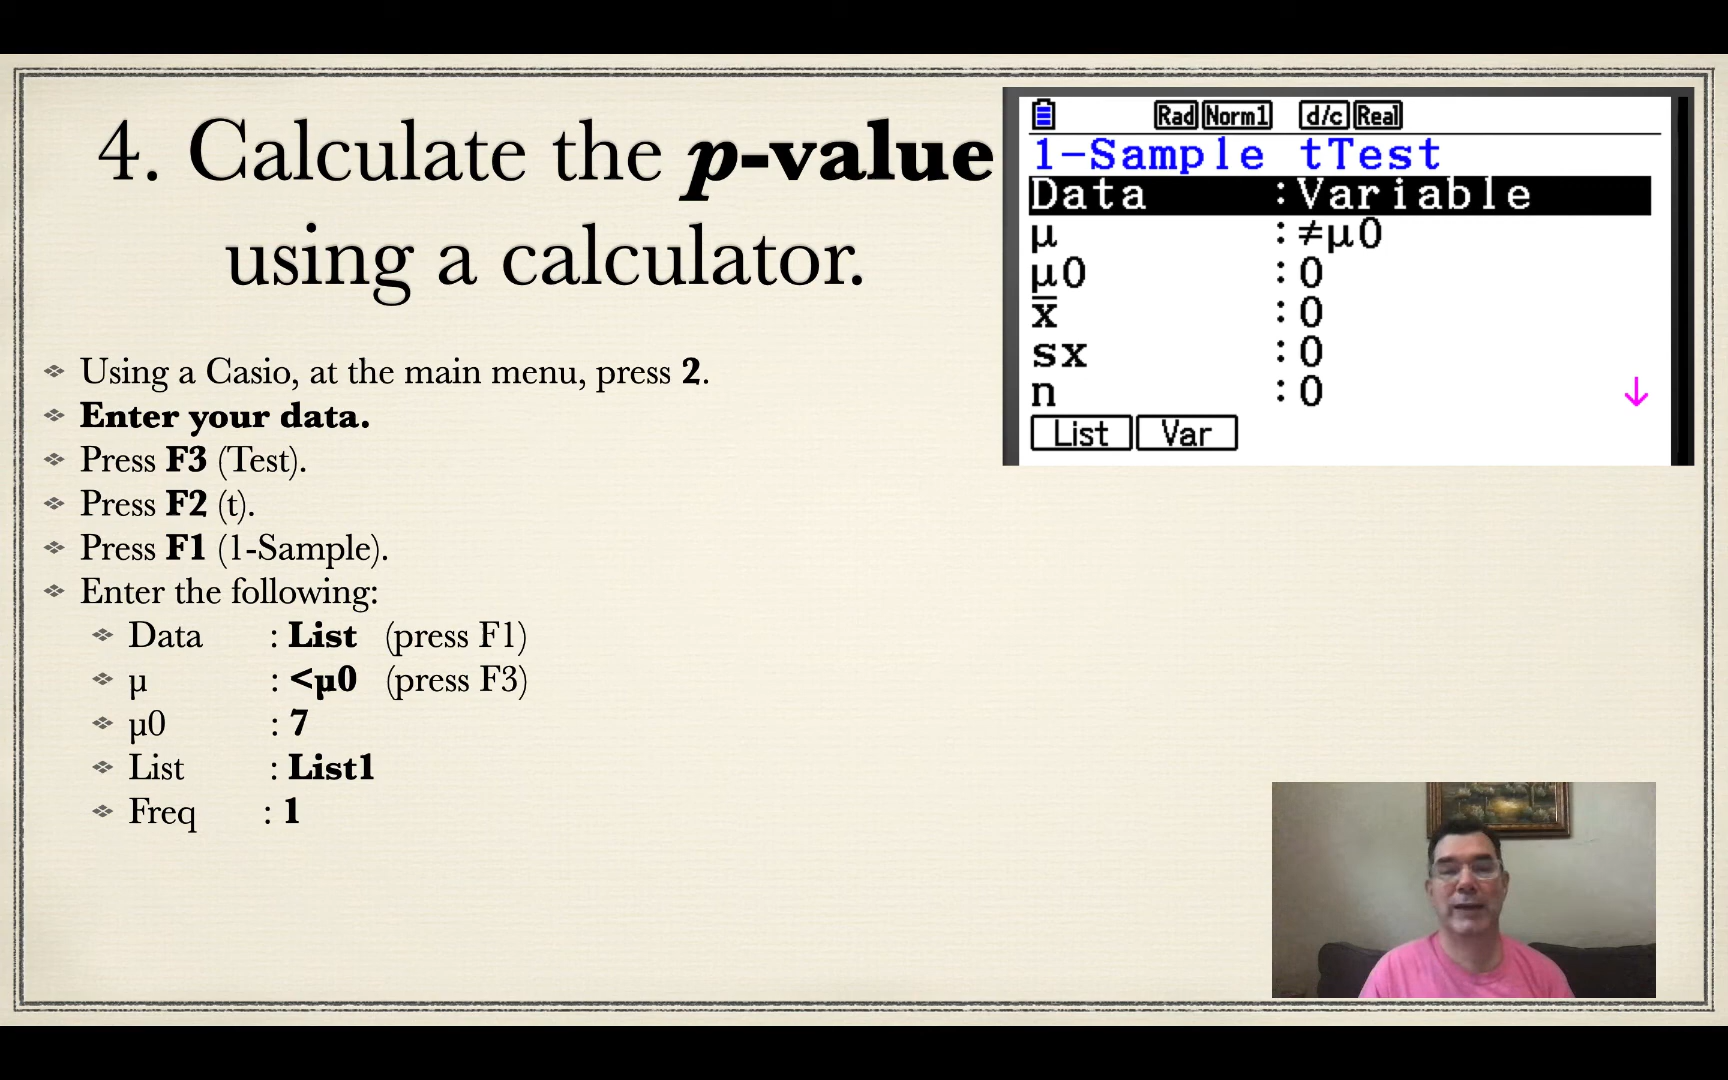 4. Calculate the p-value
using a calculator.
Using a Casio, at the main menu, press 2.
Enter your data.
Press F3 (Test).
Press F2 (t).
Press F1 (1-Sample).
Enter the following:
Data : List (press F1)
µ : <µ0 (press F3)
µ0 : 7
List : List1
Freq : 1
Rad Norm1 d/c Real
1-Sample tTest
Data :Variable
µ :≠µ0
µ0 :0
x̅ :0
sx :0
n :0
List Var